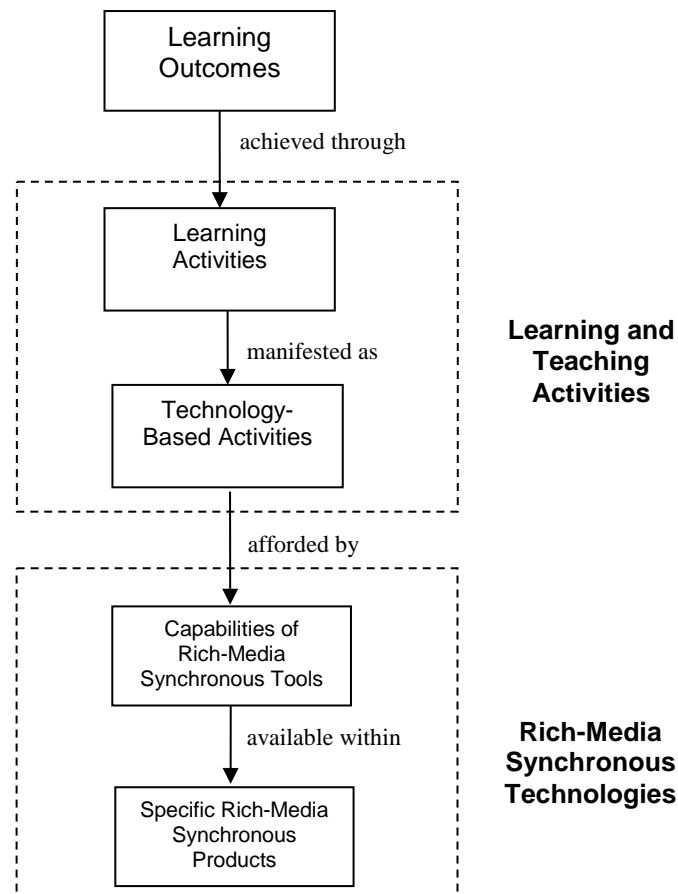 Learning
Outcomes
achieved through
Learning
Activities
manifested as
Learning and
Teaching
Activities
Technology-
Based Activities
afforded by
Capabilities of
Rich-Media
Synchronous Tools
available within
Rich-Media
Synchronous
Technologies
Specific Rich-Media
Synchronous
Products